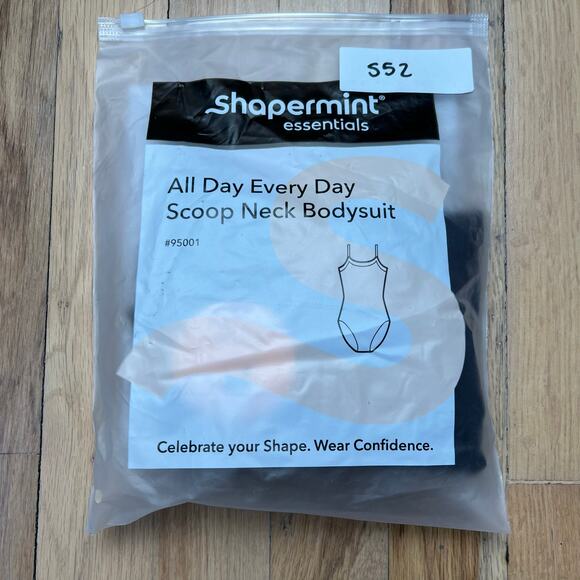 S52
Shapermint®
essentials
All Day Every Day
Scoop Neck Bodysuit
#95001
Celebrate your Shape. Wear Confidence.